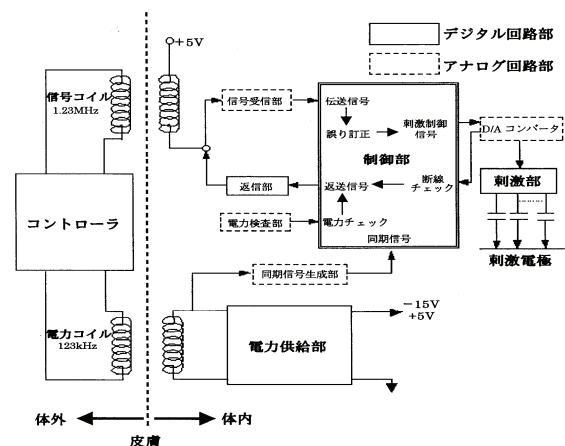 +5V
デジタル回路部
アナログ回路部
信号コイル
1.23MHz
信号受信部
伝送信号
誤り訂正
刺激制御
信号
D/A コンバータ
制御部
返信部
返送信号
断線
チェック
刺激部
コントローラ
電力検査部
電力チェック
同期信号
刺激電極
同期信号生成部
電力コイル
123kHz
電力供給部
−15V
+5V
体外
体内
皮膚